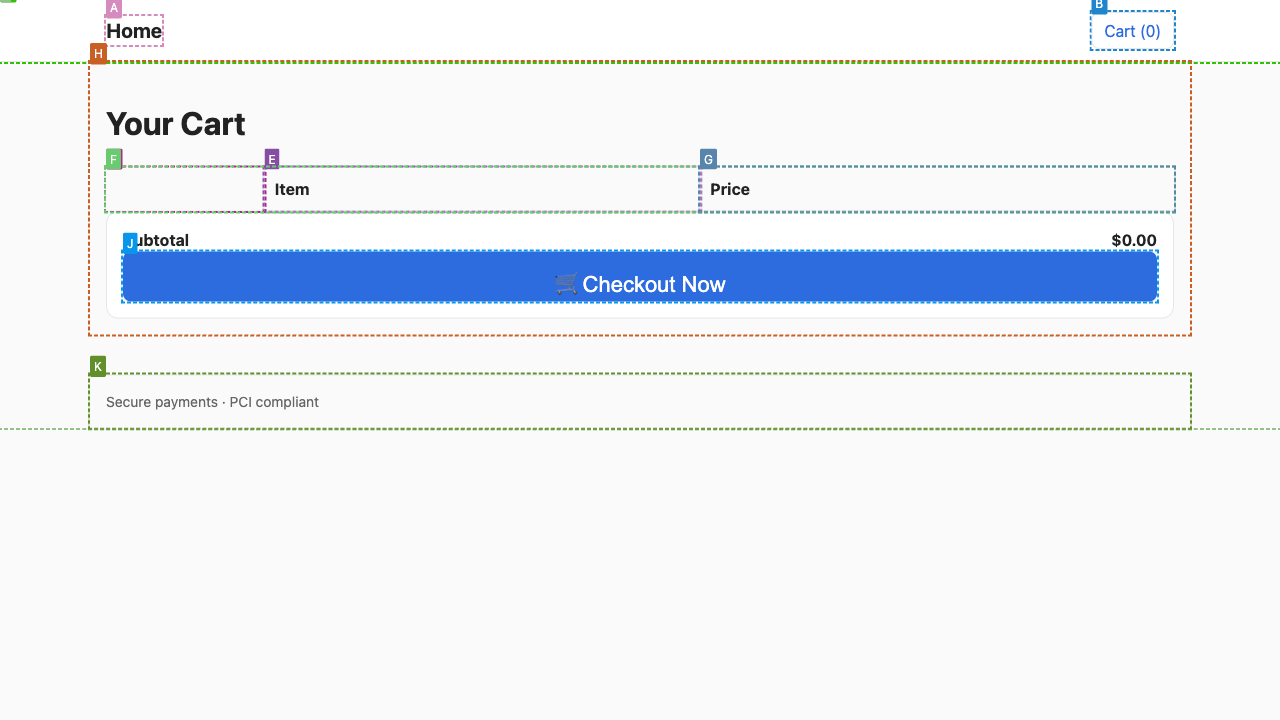 A
B
Home
Cart (0)
H
Your Cart
F
E
G
Item
Price
J
ubtotal
$0.00
Checkout Now
K
Secure payments · PCI compliant